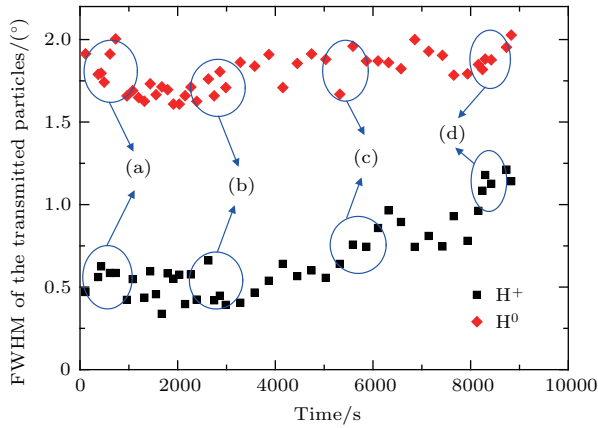 FWHM of the transmitted particles/(°)
2.0
1.5
1.0
0.5
0
0
2000
4000
6000
8000
10000
Time/s
(a)
(b)
(c)
(d)
H+
H0